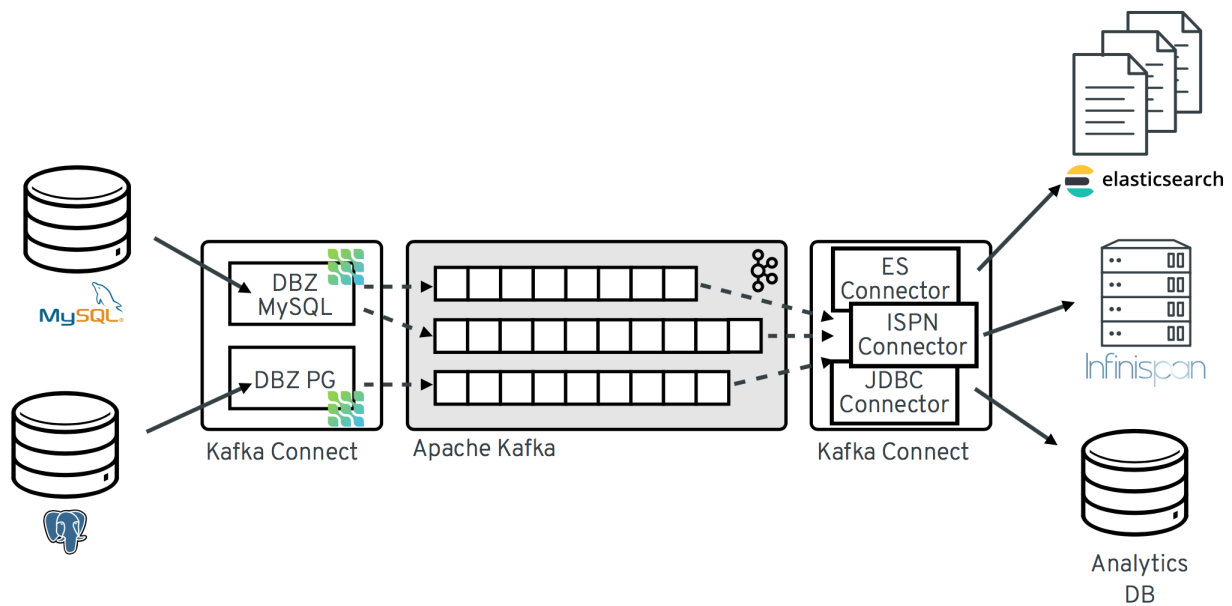 elasticsearch
MySQL
DBZ
MySQL
DBZ PG
Kafka Connect
Apache Kafka
ES
Connector
ISPN
Connector
JDBC
Connector
Kafka Connect
Infinispan
Analytics
DB